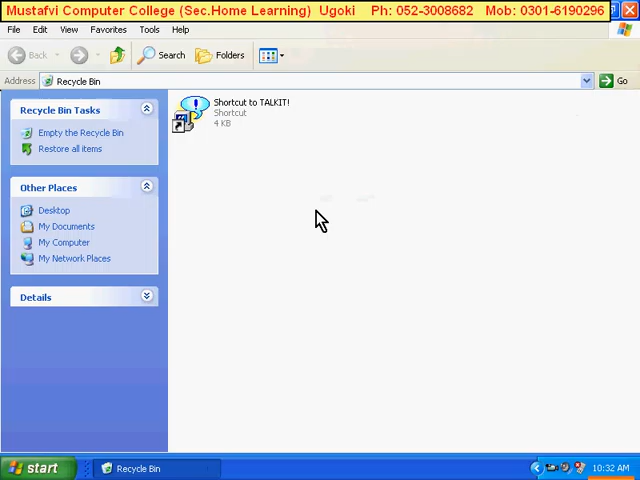 Mustafvi Computer College (Sec.Home Learning) Ugoki Ph: 052-3008682 Mob: 0301-6190296
File Edit View Favorites Tools Help
Back Search Folders
Address Recycle Bin Go
Recycle Bin Tasks
Empty the Recycle Bin
Restore all items
Other Places
Desktop
My Documents
My Computer
My Network Places
Details
Shortcut to TALKIT!
Shortcut
4 KB
start Recycle Bin 10:32 AM